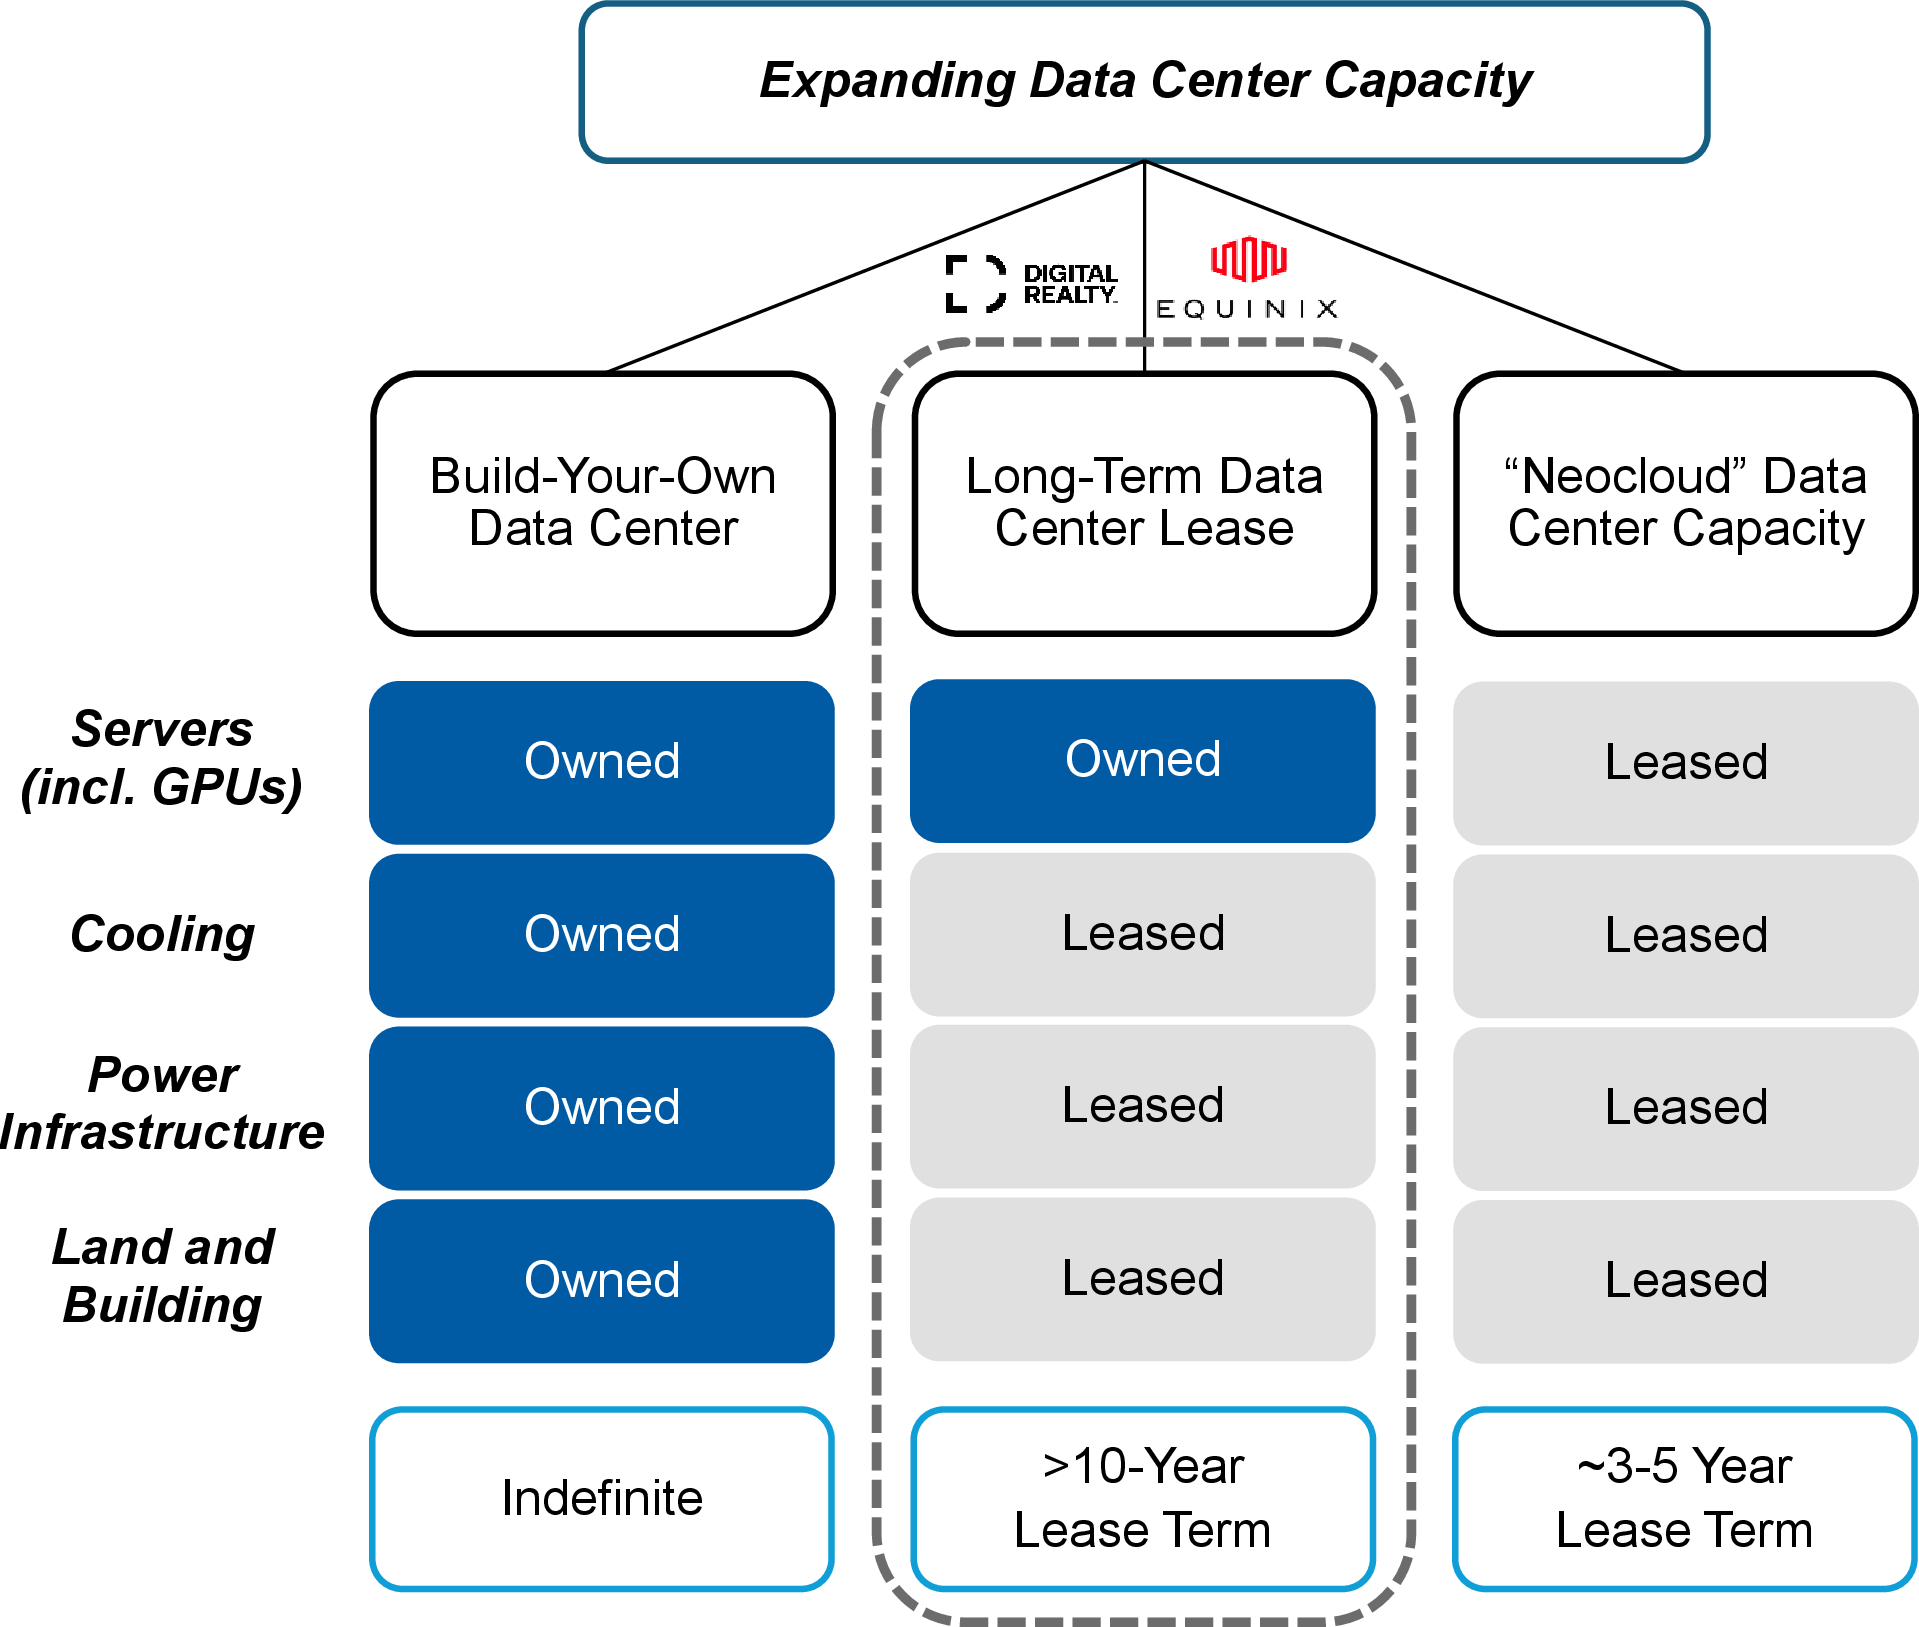 Expanding Data Center Capacity
DIGITAL
REALTY
EQUINIX
Build-Your-Own
Data Center
Long-Term Data
Center Lease
“Neocloud” Data
Center Capacity
Servers
(incl. GPUs)
Owned
Owned
Leased
Cooling
Owned
Leased
Leased
Power
Infrastructure
Owned
Leased
Leased
Land and
Building
Owned
Leased
Leased
Indefinite
>10-Year
Lease Term
~3-5 Year
Lease Term